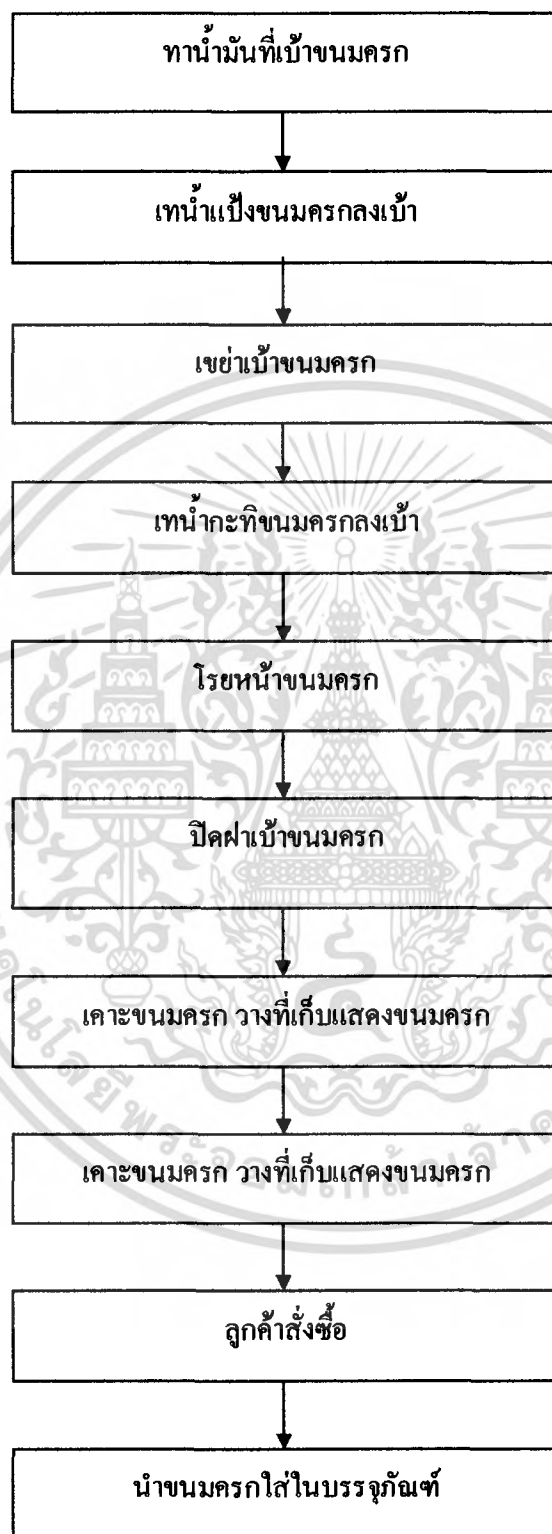 ทาน้ำมันที่เบ้าขนมครก
เทน้ำแป้งขนมครกลงเบ้า
เขย่าเบ้าขนมครก
เทน้ำกะทิขนมครกลงเบ้า
โรยหน้าขนมครก
ปิดฝาเบ้าขนมครก
เคาะขนมครก วางที่เก็บแสดงขนมครก
เคาะขนมครก วางที่เก็บแสดงขนมครก
ลูกค้าสั่งซื้อ
นำขนมครกใส่ในบรรจุภัณฑ์